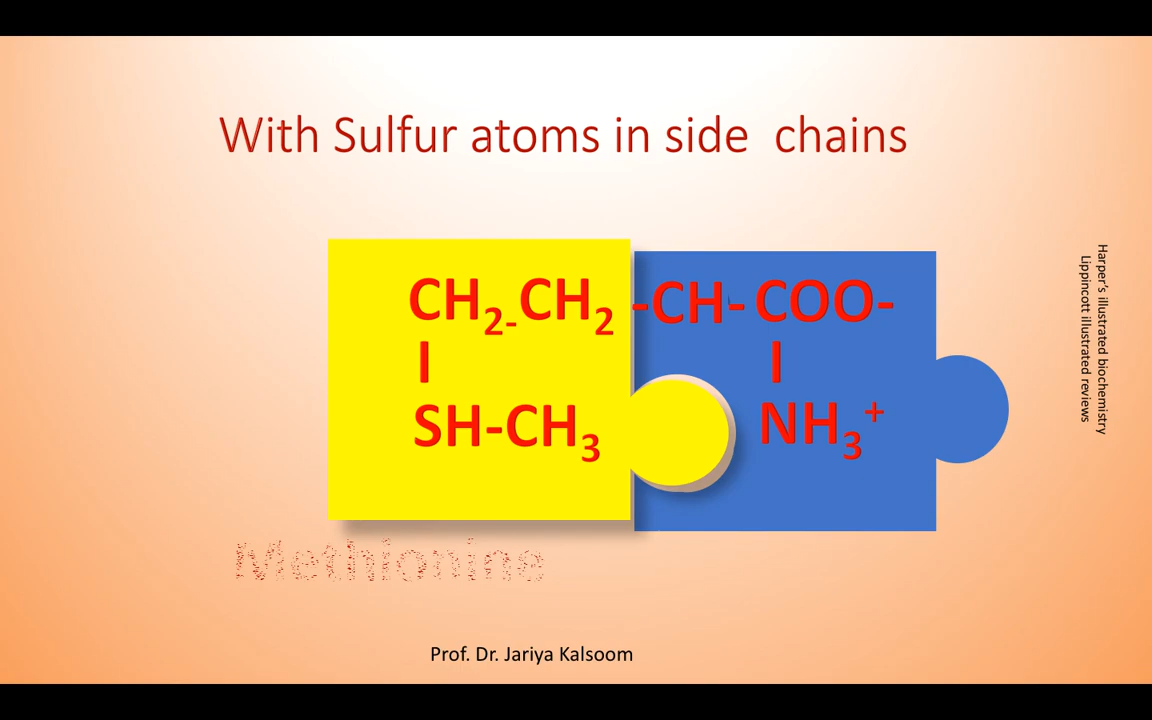 With Sulfur atoms in side chains
CH₂-CH₂ -CH- COO-
I I
SH-CH₃ NH₃⁺
Methionine
Prof. Dr. Jariya Kalsoom
Harper's illustrated biochemistry
Lippincott illustrated reviews